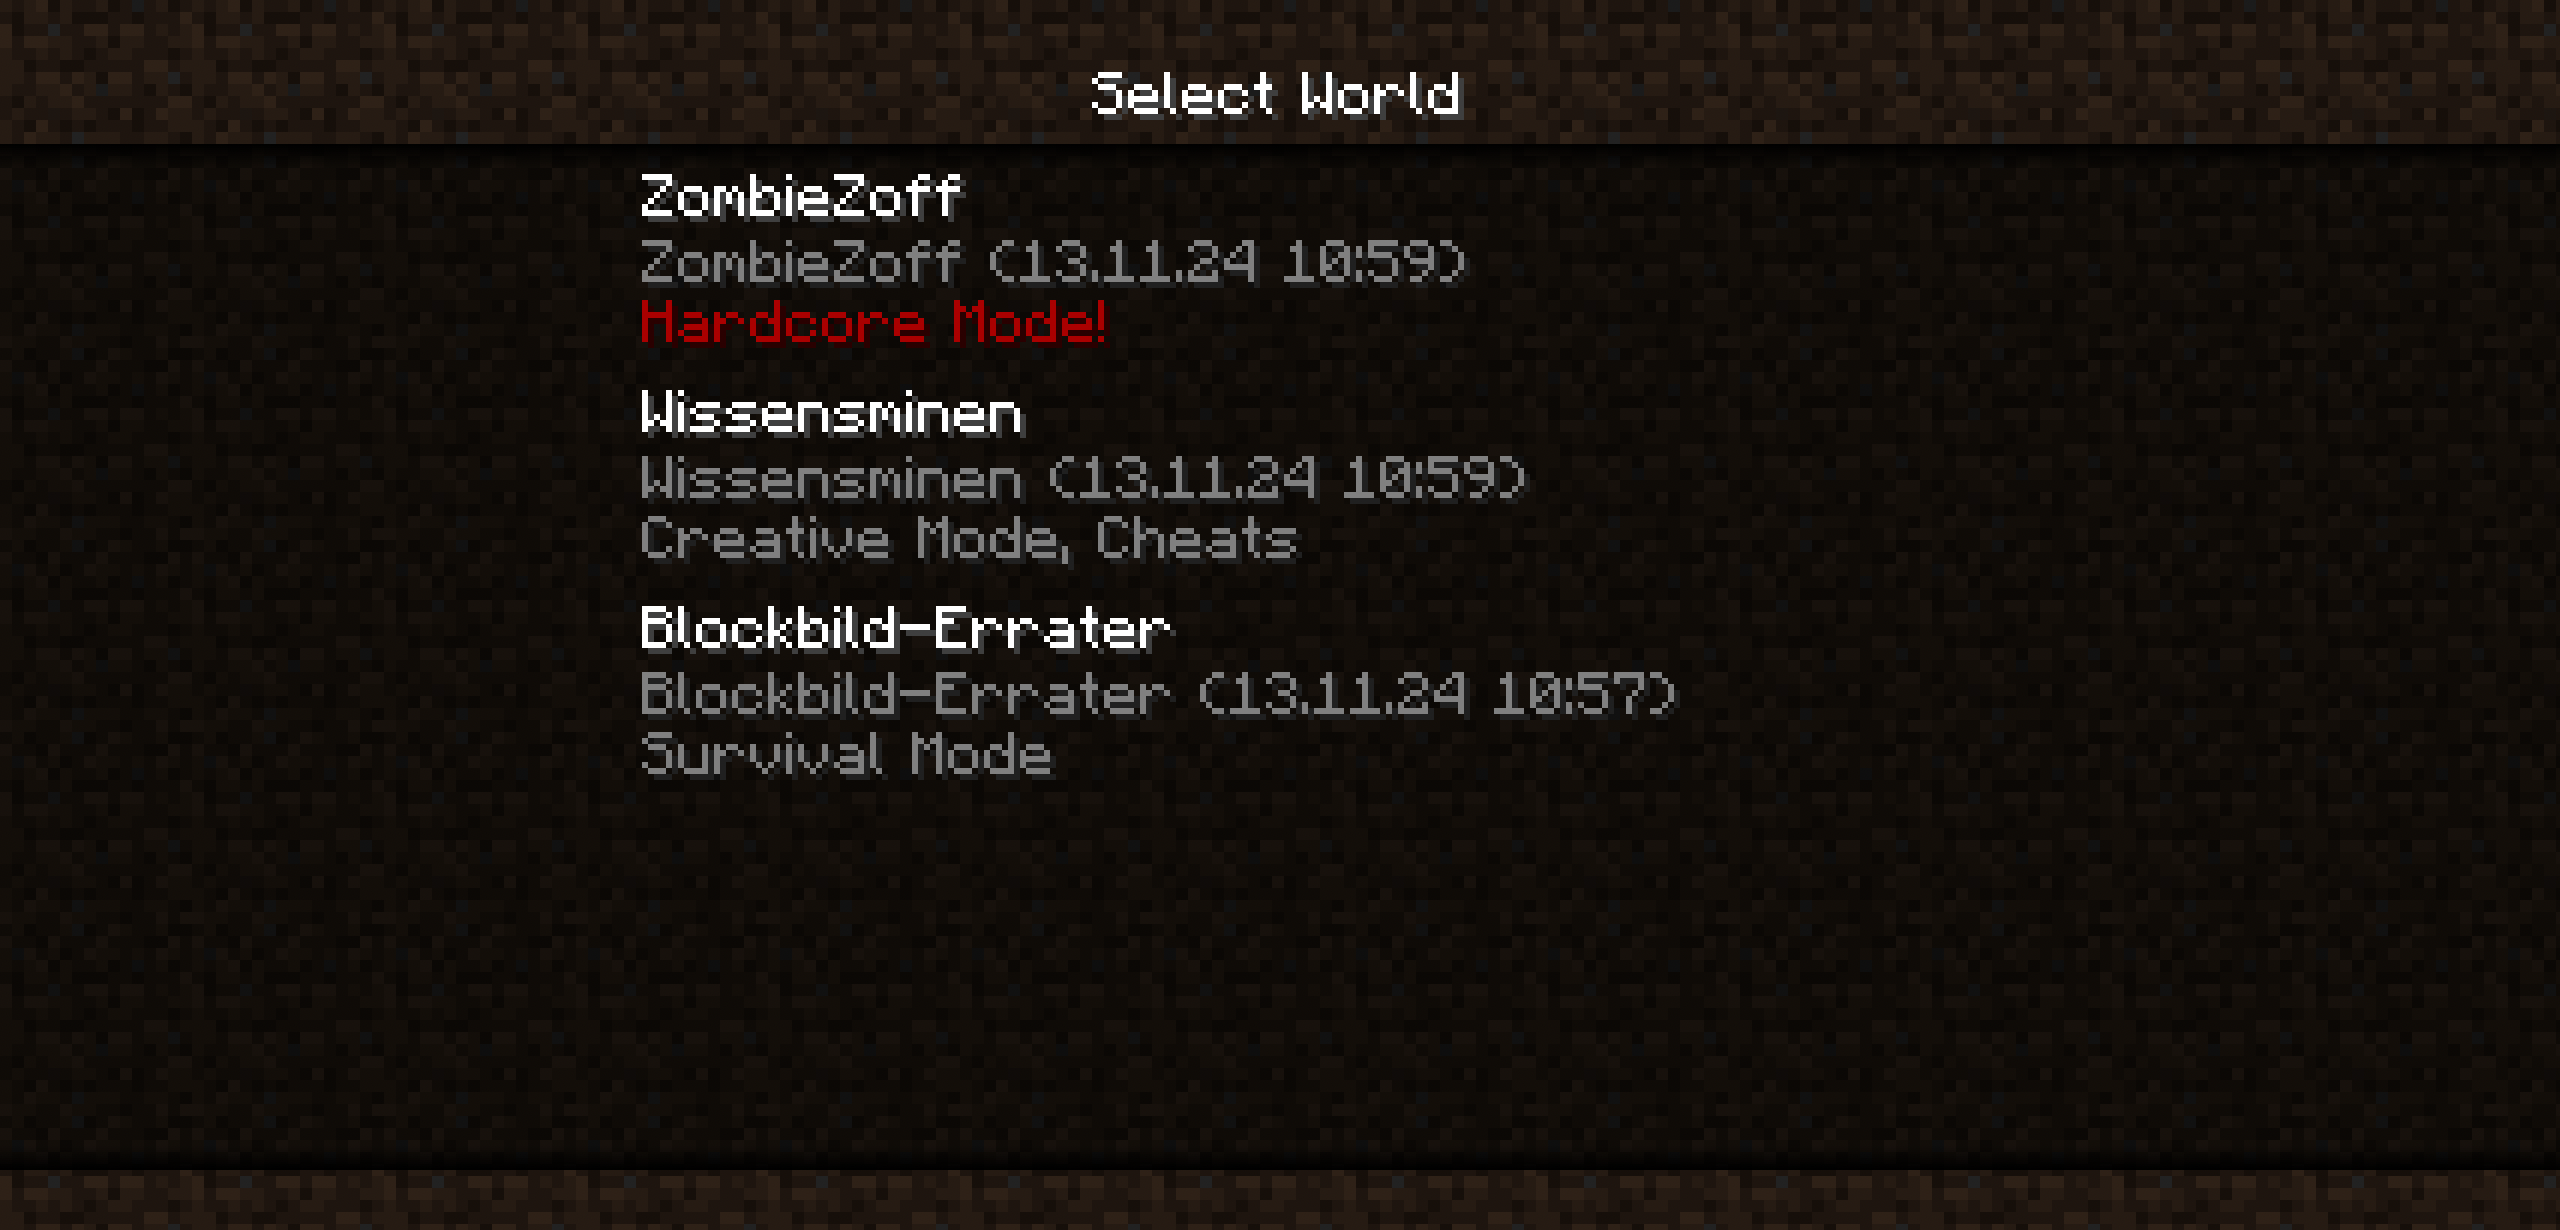 Select World
ZombieZoff
ZombieZoff (13.11.24 10:59)
Hardcore Mode!
Wissensminen
Wissensminen (13.11.24 10:59)
Creative Mode, Cheats
Blockbild-Errater
Blockbild-Errater (13.11.24 10:57)
Survival Mode